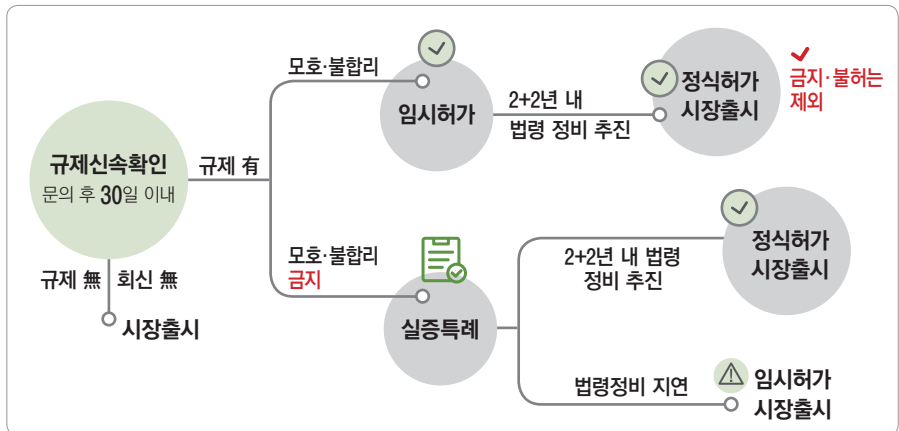 규제신속확인
문의 후 30일 이내
규제 無
회신 無
시장출시
규제 有
모호·불합리
임시허가
2+2년 내
법령 정비 추진
정식허가
시장출시
금지·불허는
제외
모호·불합리
금지
실증특례
2+2년 내 법령
정비 추진
정식허가
시장출시
법령정비 지연
임시허가
시장출시